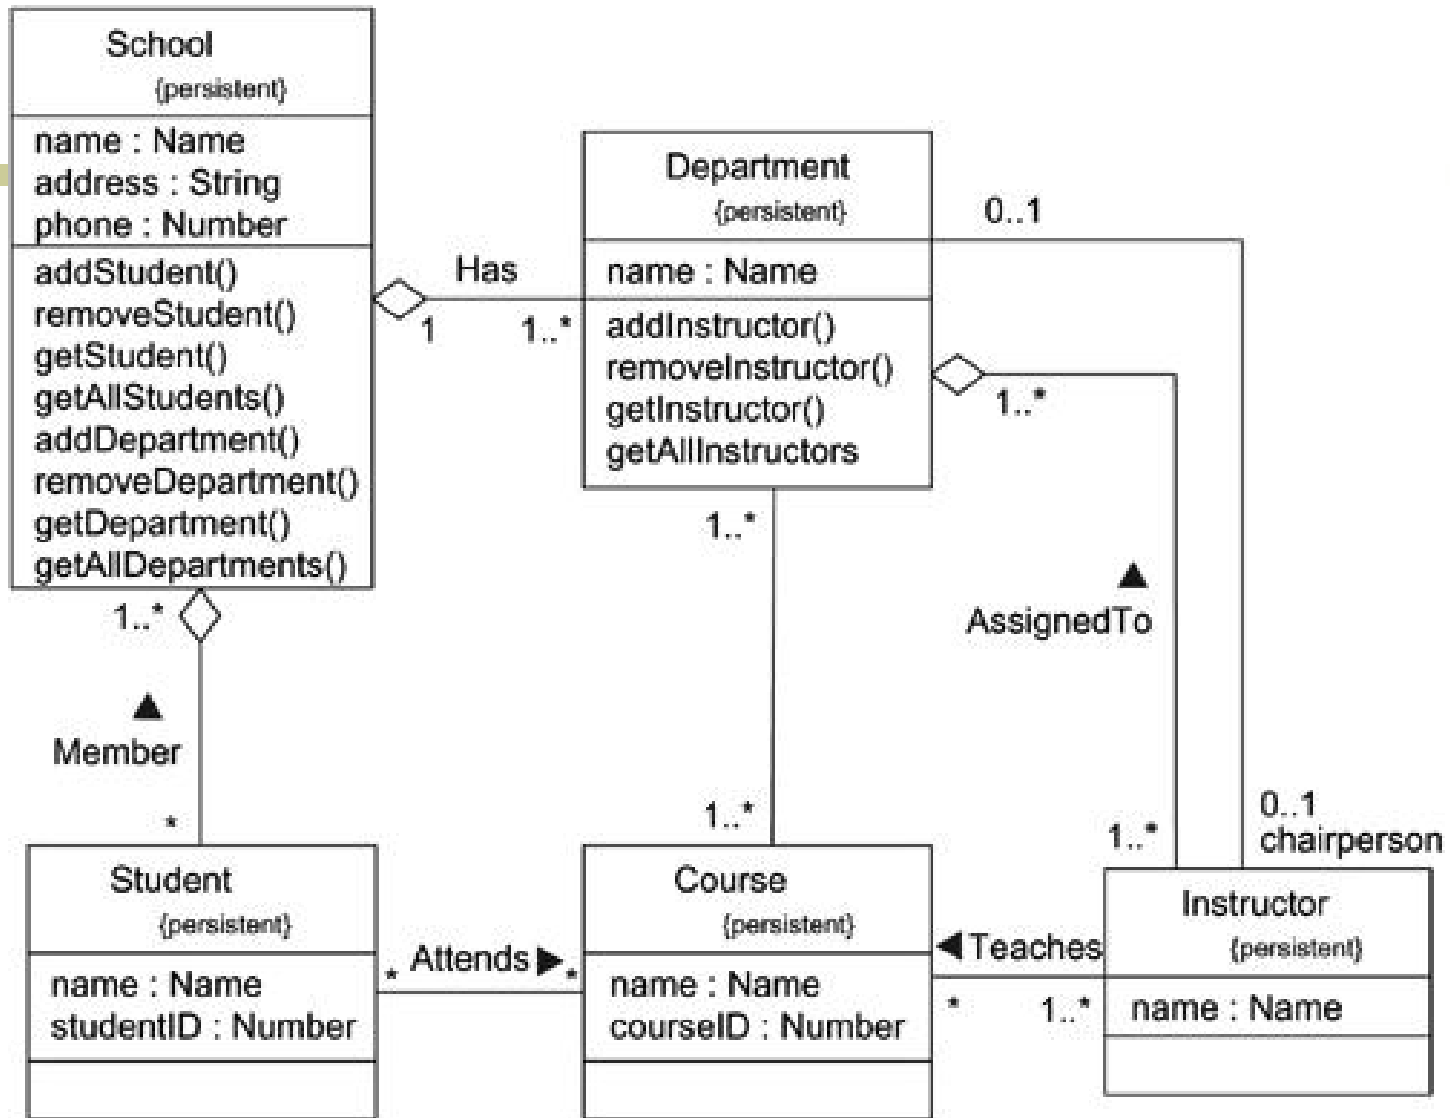 School
{persistent}
name : Name
address : String
phone : Number
addStudent()
removeStudent()
getStudent()
getAllStudents()
addDepartment()
removeDepartment()
getDepartment()
getAllDepartments()
Has
1
1..*
Department
{persistent}
name : Name
addInstructor()
removeInstructor()
getInstructor()
getAllInstructors
0..1
1..*
1..*
1..*
AssignedTo
Member
*
1..*
1..*
0..1
chairperson
Student
{persistent}
name : Name
studentID : Number
*
Attends
*
Course
{persistent}
name : Name
courseID : Number
Teaches
*
1..*
Instructor
{persistent}
name : Name